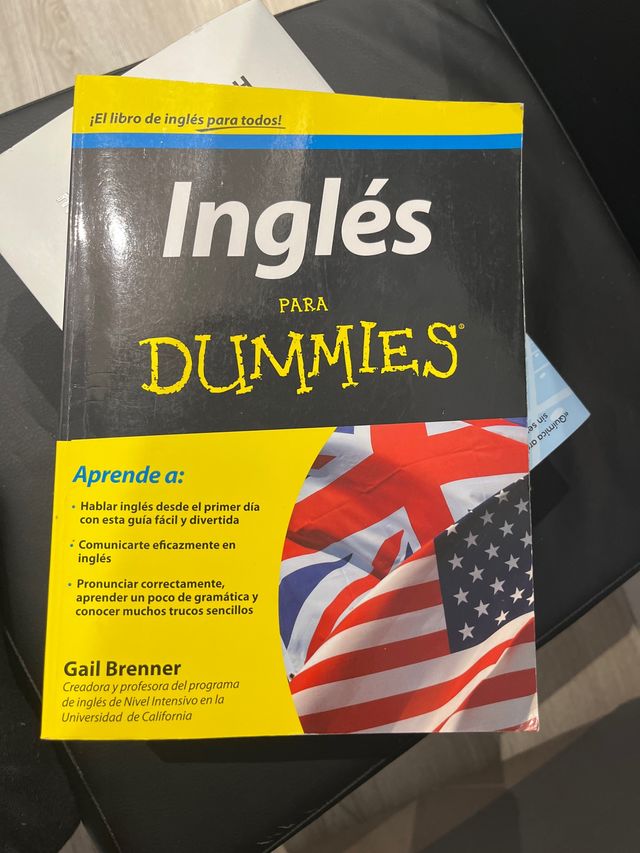 ¡El libro de inglés para todos!
Inglés
PARA
DUMMIES®
Aprende a:
• Hablar inglés desde el primer día
con esta guía fácil y divertida
• Comunicarte eficazmente en
inglés
• Pronunciar correctamente,
aprender un poco de gramática y
conocer muchos trucos sencillos
Gail Brenner
Creadora y profesora del programa
de inglés de Nivel Intensivo en la
Universidad de California
«Química
sin